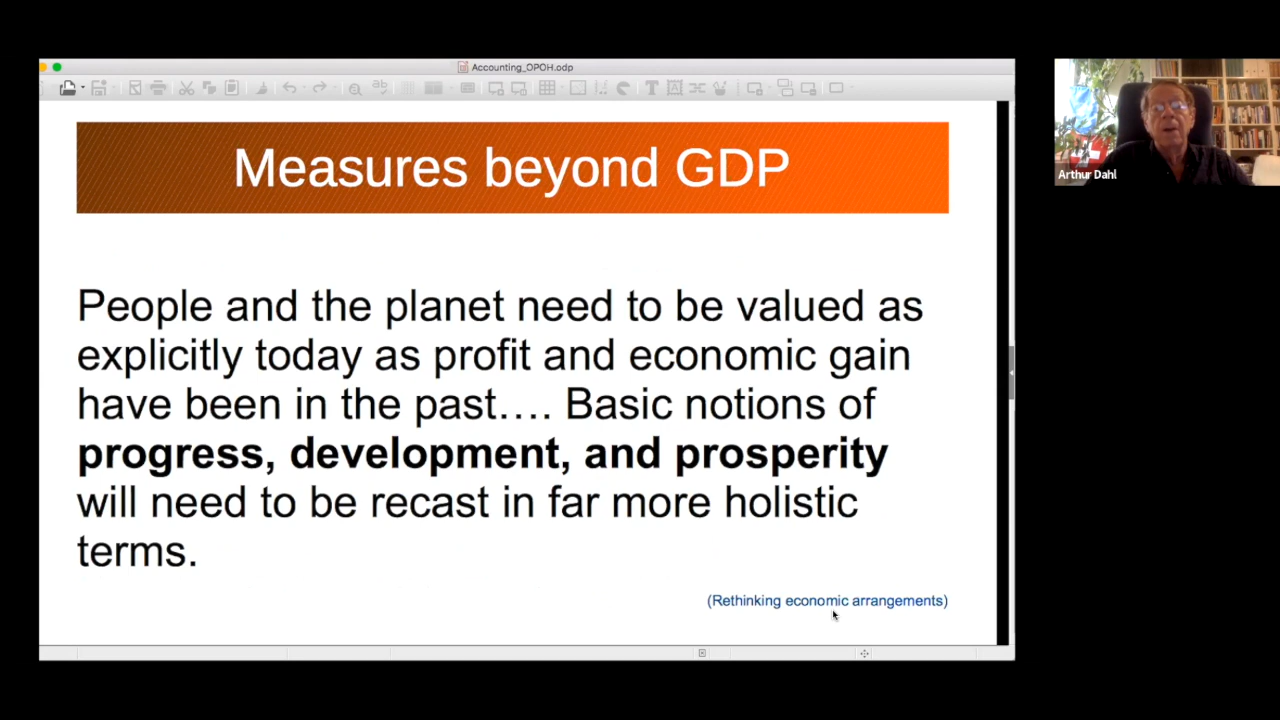 Accounting_OPOH.odp
Measures beyond GDP
Arthur Dahl
People and the planet need to be valued as
explicitly today as profit and economic gain
have been in the past…. Basic notions of
progress, development, and prosperity
will need to be recast in far more holistic
terms.
(Rethinking economic arrangements)